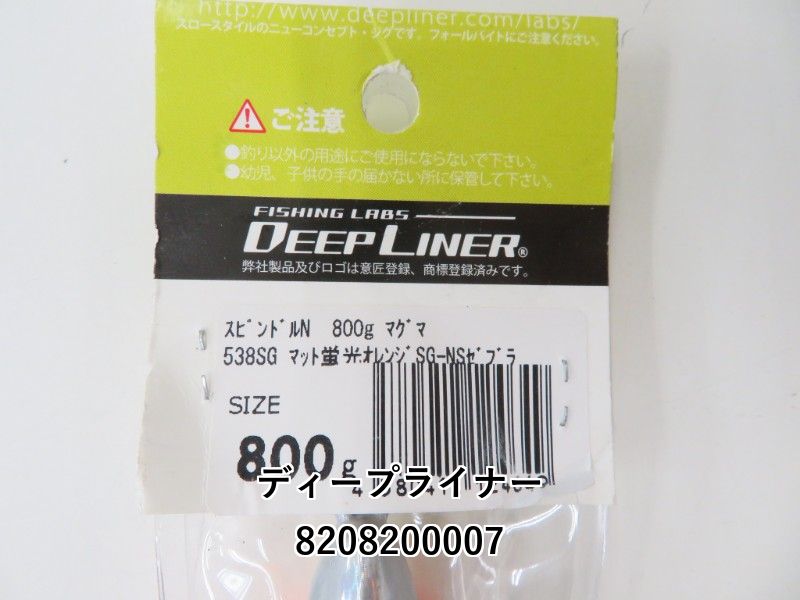 http://www.deepliner.com/labs/
スロースタイルのニューコンセプト・ジグです。フォールバイトにご注意ください。
ご注意
●釣り以外の用途にご使用にならないで下さい。
●幼児、子供の手の届かない所に保管して下さい。
FISHING LABS
DEEP LINER®
弊社製品及びロゴは意匠登録、商標登録済みです。
ｽﾋﾟﾝﾄﾞﾙN 800g ﾏｸﾞﾏ
538SG ﾏｯﾄ蛍光ｵﾚﾝｼﾞSG-NSｾﾞﾌﾞﾗ
SIZE
800g
ディープライナー
8208200007